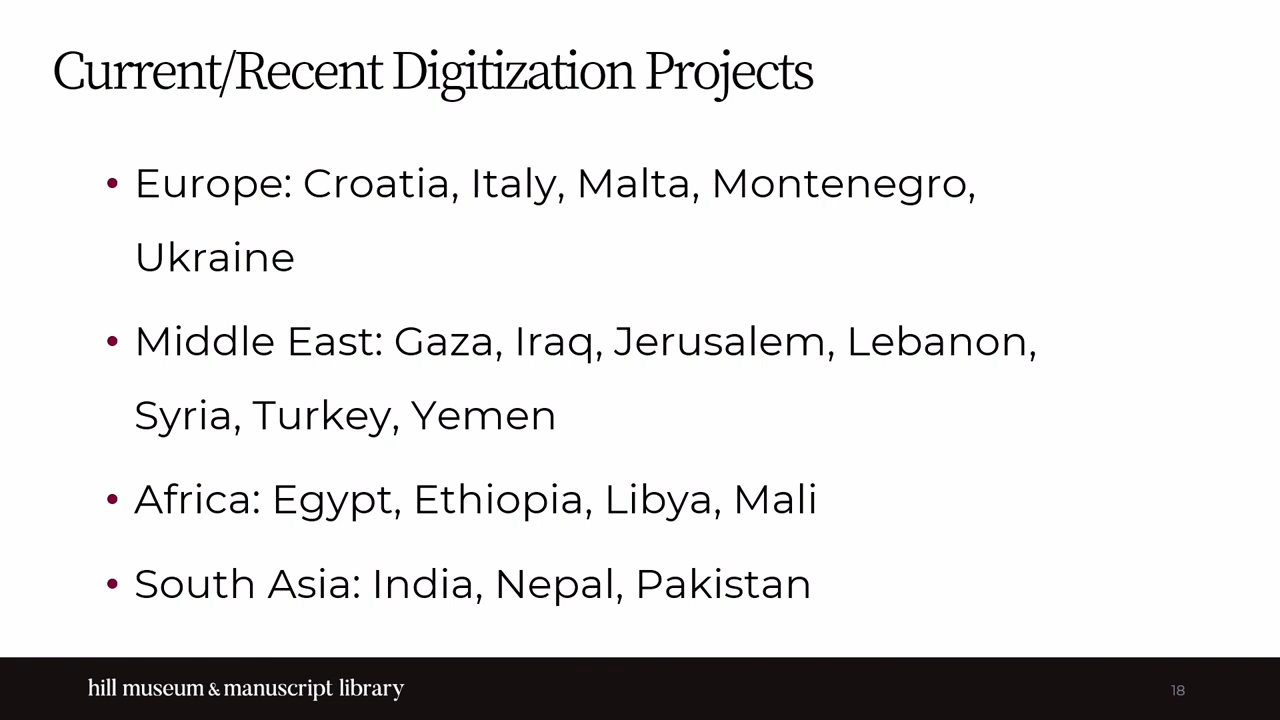 Current/Recent Digitization Projects
• Europe: Croatia, Italy, Malta, Montenegro,
Ukraine
• Middle East: Gaza, Iraq, Jerusalem, Lebanon,
Syria, Turkey, Yemen
• Africa: Egypt, Ethiopia, Libya, Mali
• South Asia: India, Nepal, Pakistan
hill museum & manuscript library
18